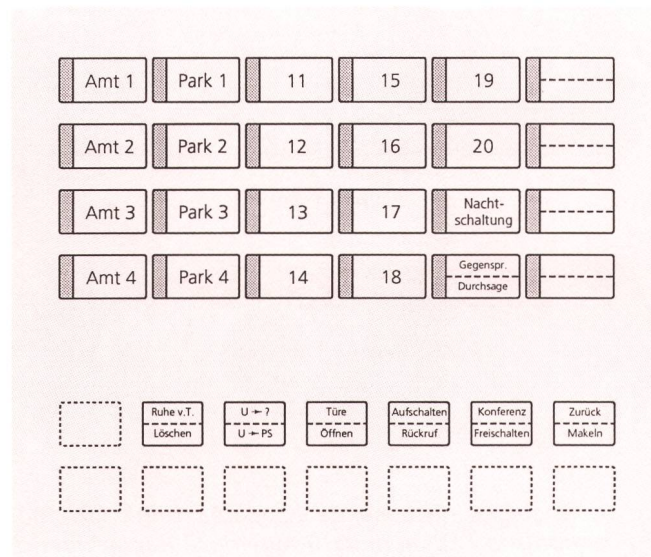 Amt 1 Park 1 11 15 19
Amt 2 Park 2 12 16 20
Amt 3 Park 3 13 17 Nacht-
schaltung
Amt 4 Park 4 14 18 Gegenspr.
Durchsage
Ruhe v.T. U ← ? Türe Aufschalten Konferenz Zurück
Löschen U ← PS Öffnen Rückruf Freischalten Makeln